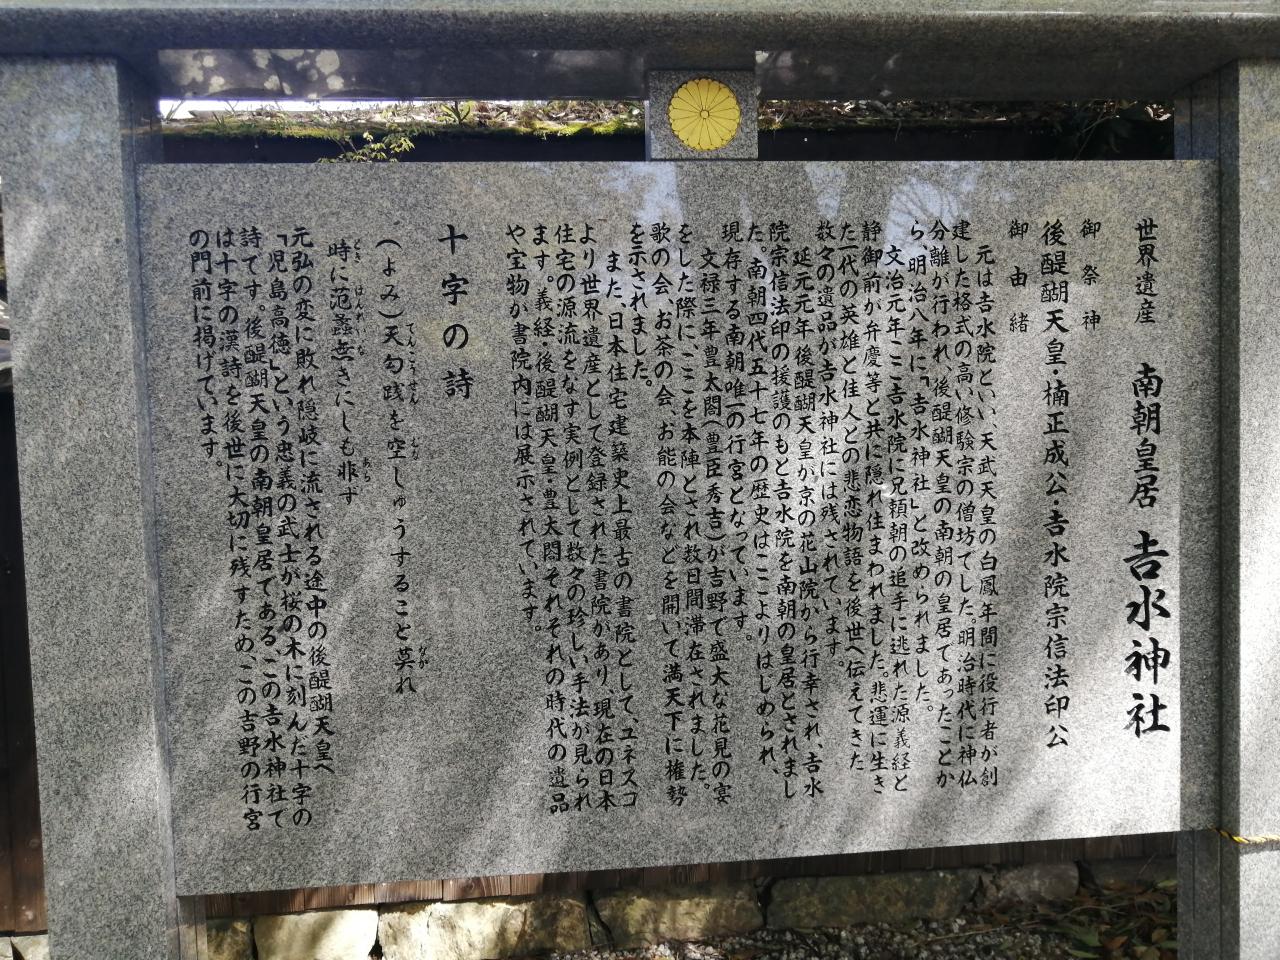 世界遺産 南朝皇居 吉水神社
御祭神
後醍醐天皇・楠正成公・吉水院宗信法印公
御由緒
元は吉水院といい、天武天皇の白鳳年間に役行者が創
建した格式の高い修験宗の僧坊でした。明治時代に神仏
分離が行われ、後醍醐天皇の南朝の皇居であったことか
ら、明治八年に「吉水神社」と改められました。
文治元年ここ吉水院に兄頼朝の追手に逃れた源義経と
静御前が弁慶等と共に隠れ住まわれました。悲運に生き
た一代の英雄と佳人との悲恋物語を後世へ伝えてきた
数々の遺品が吉水神社には残されています。
延元元年後醍醐天皇が京の花山院から行幸され、吉水
院宗信法印の援護のもと吉水院を南朝の皇居とされまし
た。南朝四代五十七年の歴史はここよりはじめられ、
現存する南朝唯一の行宮となっています。
文禄三年豊太閤(豊臣秀吉)が吉野で盛大な花見の宴
をした際に、ここを本陣とされ数日間滞在されました。
歌の会、お茶の会、お能の会などを開いて満天下に権勢
を示されました。
また、日本住宅建築史上最古の書院として、ユネスコ
より世界遺産として登録された書院があり、現在の日本
住宅の源流をなす実例として数々の珍しい手法が見られ
ます。義経・後醍醐天皇・豊太閤それぞれの時代の遺品
や宝物が書院内には展示されています。
十字の詩
(よみ)天勾践を空しゅうすること莫れ
てんこうせん むな なか
時に范蠡無きにしも非ず
とき はんれい な あら
元弘の変に敗れ隠岐に流される途中の後醍醐天皇へ
「児島高徳」という忠義の武士が桜の木に刻んだ十字の
詩です。後醍醐天皇の南朝皇居であるこの吉水神社で
は十字の漢詩を後世に大切に残すため、この吉野の行宮
の門前に掲げています。